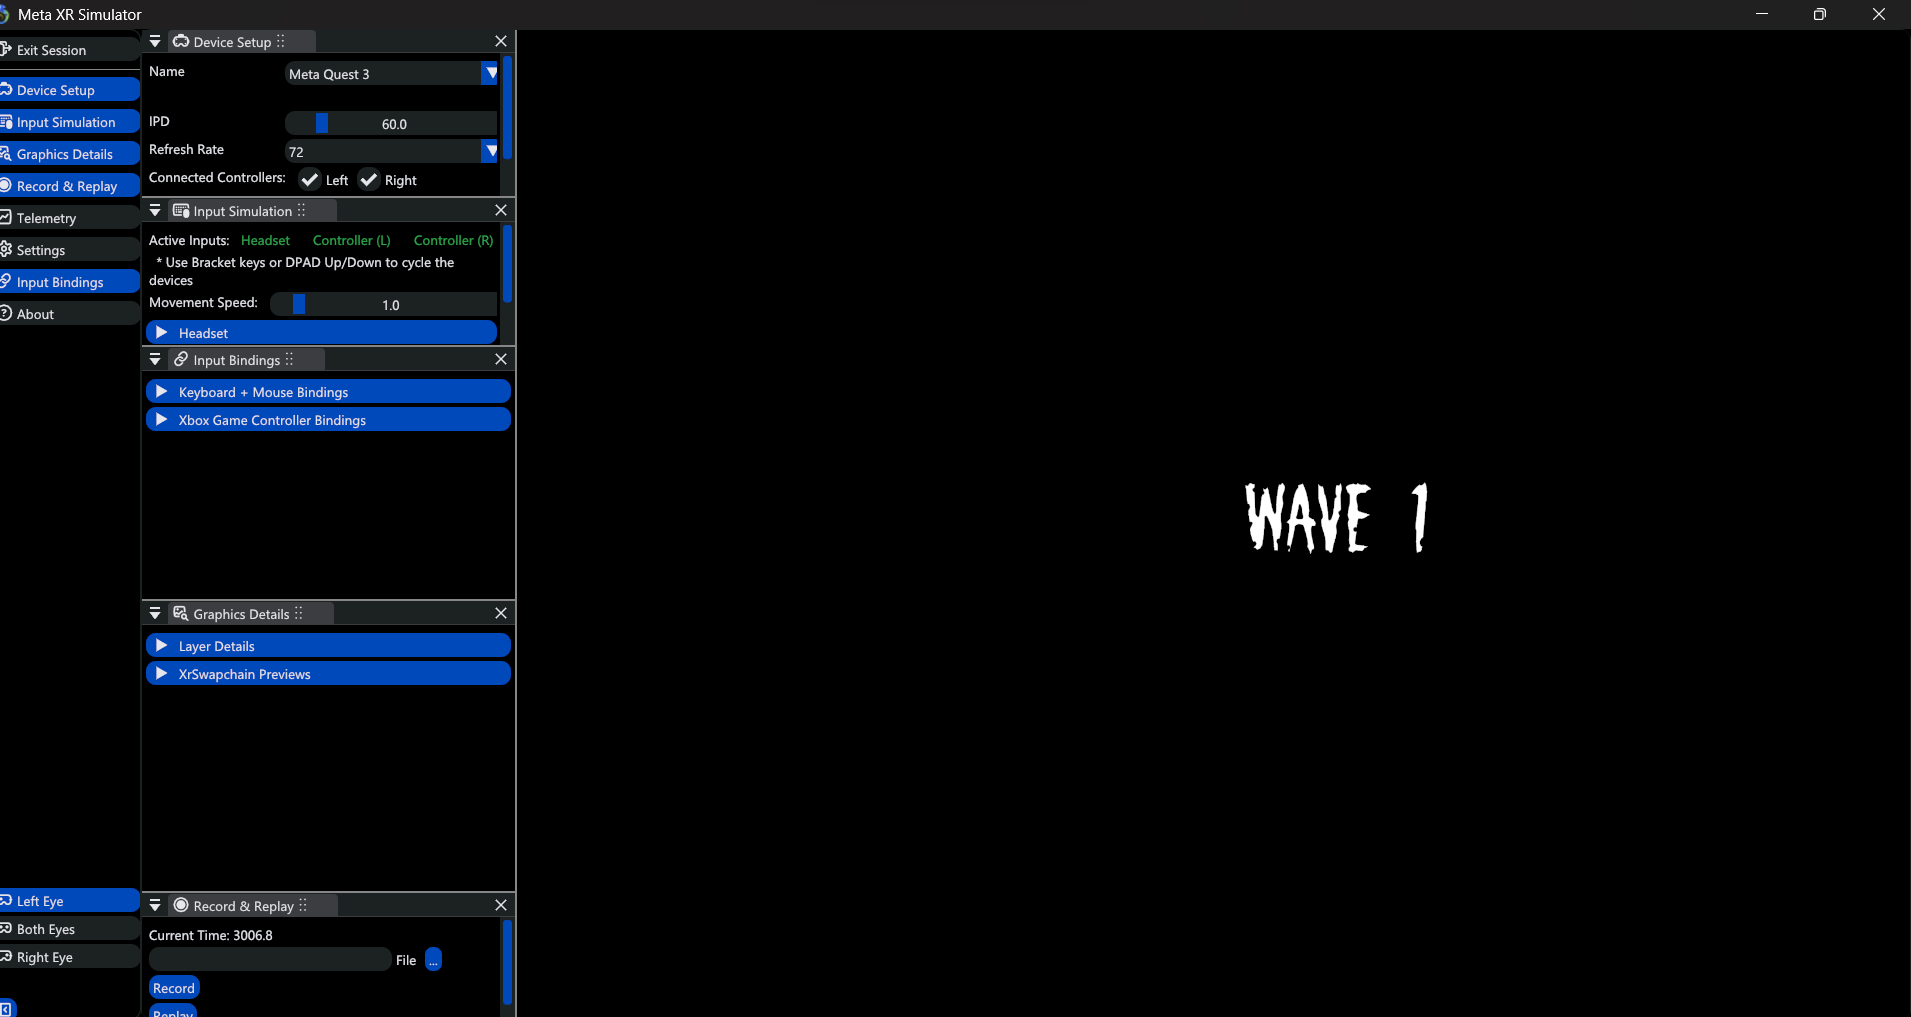 Meta XR Simulator
Exit Session
Device Setup
Input Simulation
Graphics Details
Record & Replay
Telemetry
Settings
Input Bindings
About
Left Eye
Both Eyes
Right Eye
Device Setup
Name Meta Quest 3
IPD 60.0
Refresh Rate 72
Connected Controllers: Left Right
Input Simulation
Active Inputs: Headset Controller (L) Controller (R)
* Use Bracket keys or DPAD Up/Down to cycle the
devices
Movement Speed: 1.0
Headset
Input Bindings
Keyboard + Mouse Bindings
Xbox Game Controller Bindings
Graphics Details
Layer Details
XrSwapchain Previews
Record & Replay
Current Time: 3006.8
File ...
Record
Replay
WAVE 1